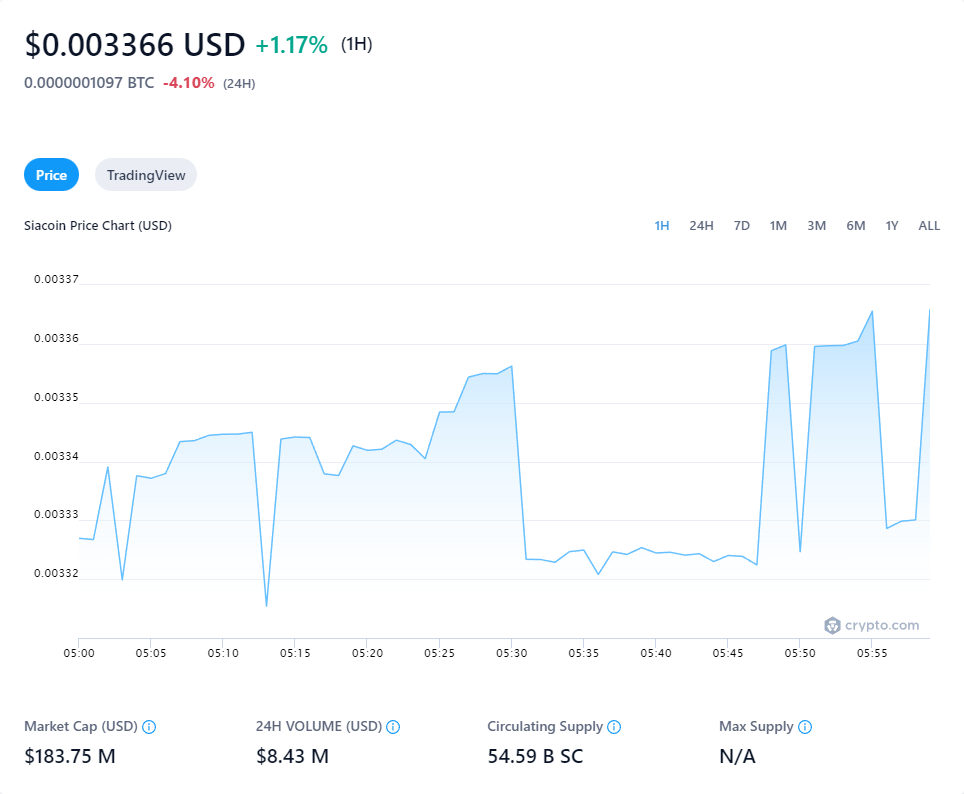 $0.003366 USD +1.17% (1H)
0.0000001097 BTC -4.10% (24H)
Price TradingView
Siacoin Price Chart (USD) 1H 24H 7D 1M 3M 6M 1Y ALL
0.00337
0.00336
0.00335
0.00334
0.00333
0.00332
crypto.com
05:00 05:05 05:10 05:15 05:20 05:25 05:30 05:35 05:40 05:45 05:50 05:55
Market Cap (USD) 24H VOLUME (USD) Circulating Supply Max Supply
$183.75 M $8.43 M 54.59 B SC N/A